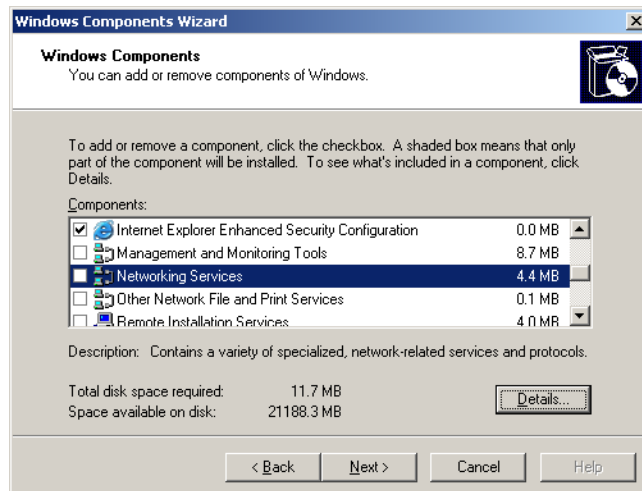 Windows Components Wizard
Windows Components
You can add or remove components of Windows.
To add or remove a component, click the checkbox. A shaded box means that only
part of the component will be installed. To see what's included in a component, click
Details.
Components:
Internet Explorer Enhanced Security Configuration 0.0 MB
Management and Monitoring Tools 8.7 MB
Networking Services 4.4 MB
Other Network File and Print Services 0.1 MB
Remote Installation Services 4.0 MB
Description: Contains a variety of specialized, network-related services and protocols.
Total disk space required: 11.7 MB
Space available on disk: 21188.3 MB
Details...
< Back Next > Cancel Help